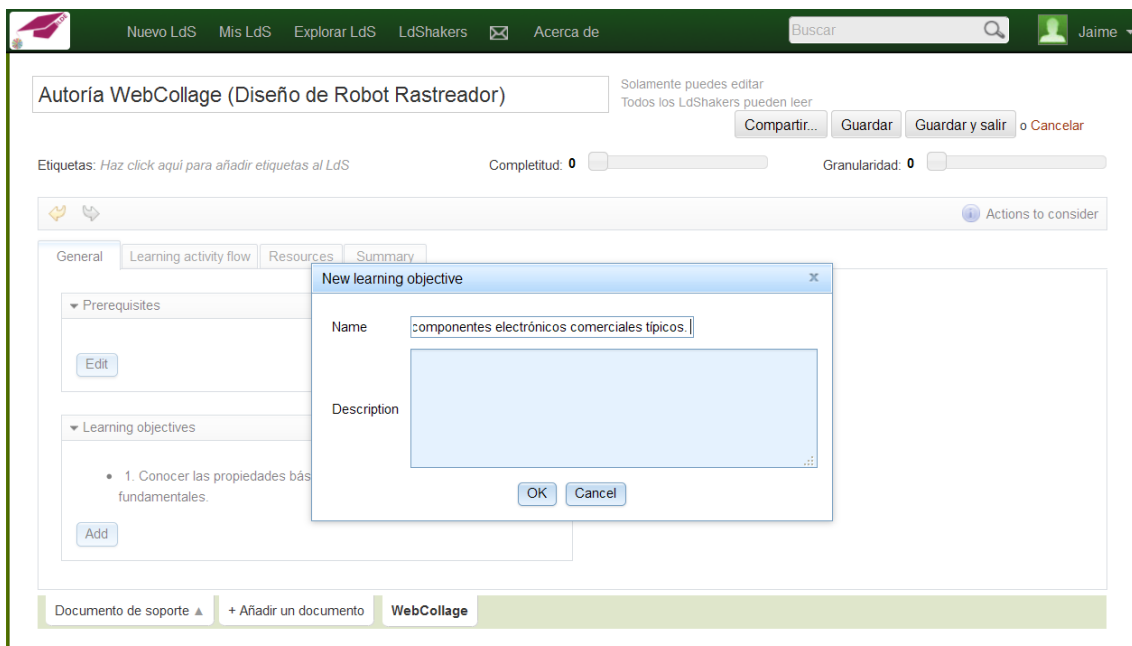 Nuevo LdS Mis LdS Explorar LdS LdShakers Acerca de Buscar Jaime
Autoría WebCollage (Diseño de Robot Rastreador)
Solamente puedes editar
Todos los LdShakers pueden leer
Compartir... Guardar Guardar y salir o Cancelar
Etiquetas: Haz click aquí para añadir etiquetas al LdS Completitud: 0 Granularidad: 0
Actions to consider
General Learning activity flow Resources Summary
New learning objective x
Prerequisites
Name componentes electrónicos comerciales típicos.
Edit
Description
Learning objectives
1. Conocer las propiedades bás
fundamentales.
OK Cancel
Add
Documento de soporte + Añadir un documento WebCollage